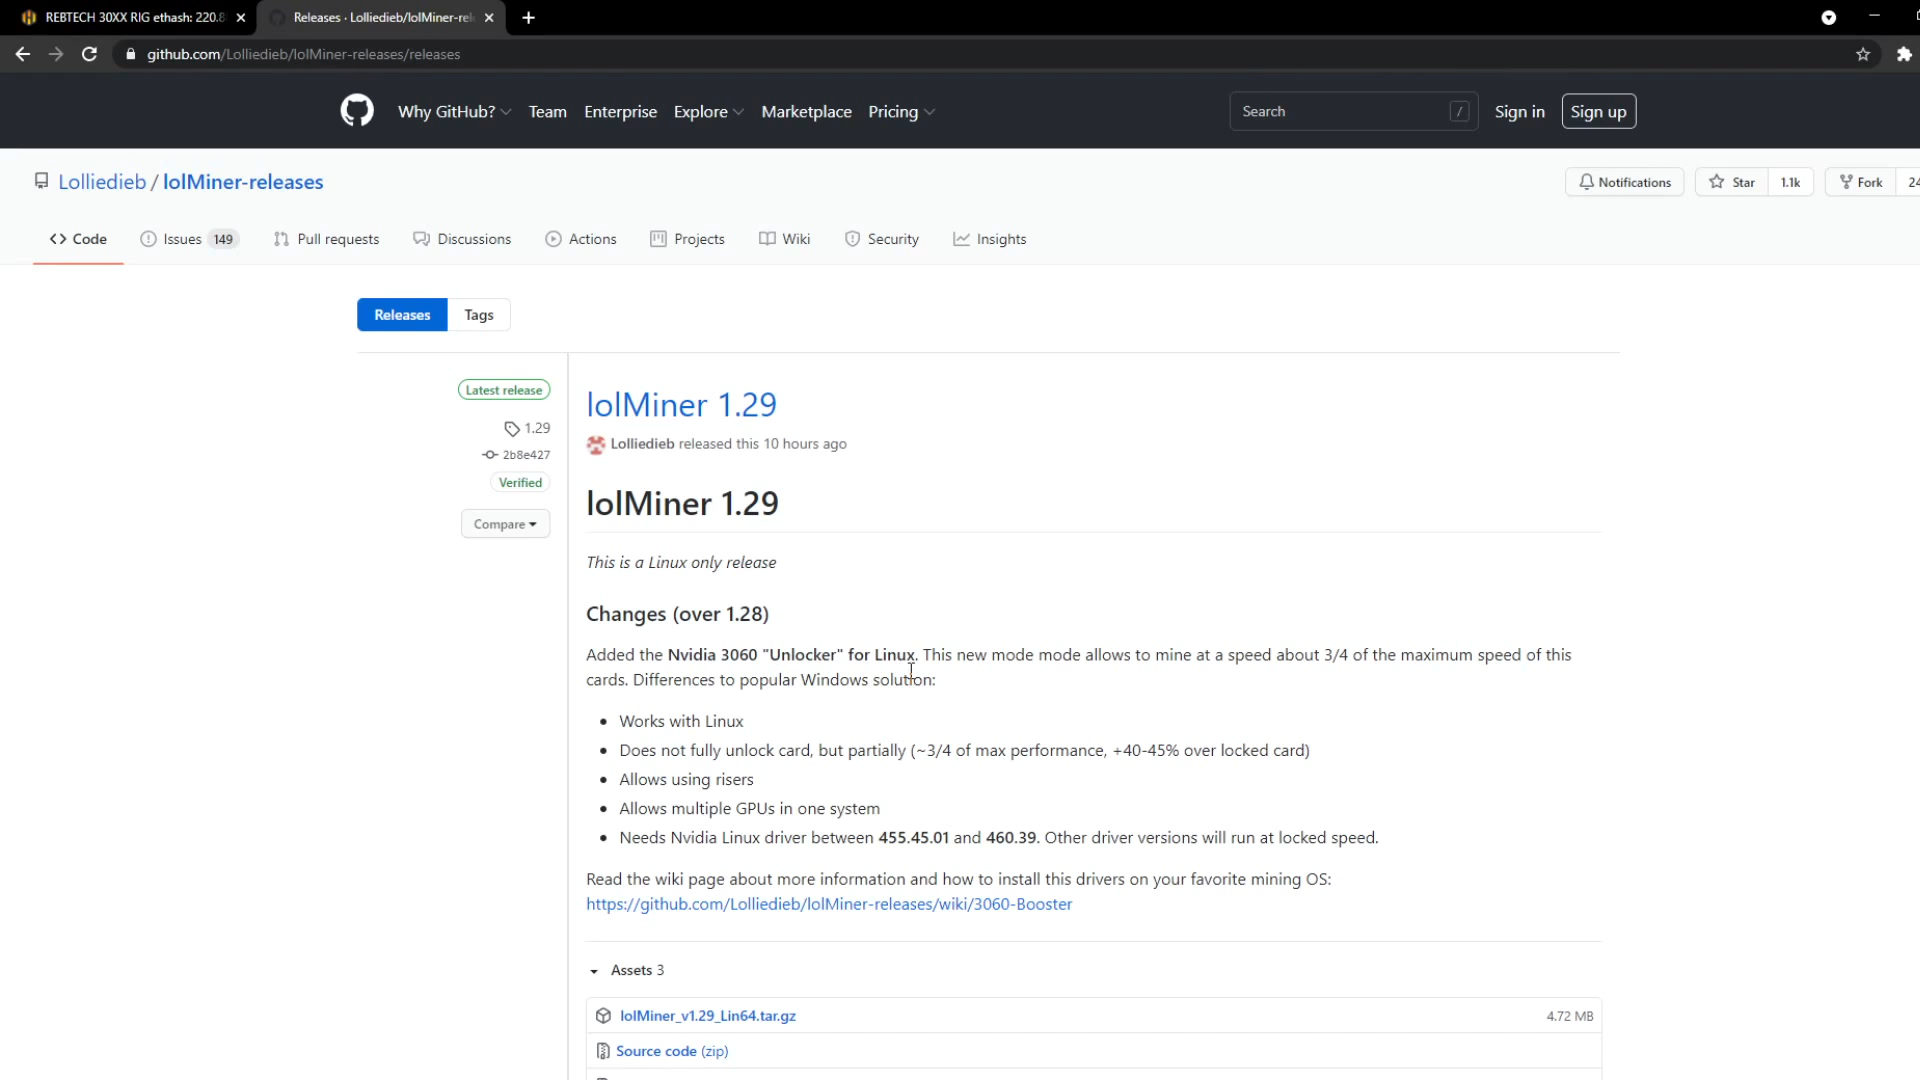 REBTECH 30XX RIG ethash: 220.8
Releases · Lolliedieb/lolMiner-rel
github.com/Lolliedieb/lolMiner-releases/releases
Why GitHub? Team Enterprise Explore Marketplace Pricing Search / Sign in Sign up
Lolliedieb / lolMiner-releases Notifications Star 1.1k Fork 24
Code Issues 149 Pull requests Discussions Actions Projects Wiki Security Insights
Releases Tags
Latest release
1.29
2b8e427
Verified
Compare
lolMiner 1.29
Lolliedieb released this 10 hours ago
lolMiner 1.29
This is a Linux only release
Changes (over 1.28)
Added the Nvidia 3060 "Unlocker" for Linux. This new mode mode allows to mine at a speed about 3/4 of the maximum speed of this
cards. Differences to popular Windows solution:
• Works with Linux
• Does not fully unlock card, but partially (~3/4 of max performance, +40-45% over locked card)
• Allows using risers
• Allows multiple GPUs in one system
• Needs Nvidia Linux driver between 455.45.01 and 460.39. Other driver versions will run at locked speed.
Read the wiki page about more information and how to install this drivers on your favorite mining OS:
https://github.com/Lolliedieb/lolMiner-releases/wiki/3060-Booster
Assets 3
lolMiner_v1.29_Lin64.tar.gz 4.72 MB
Source code (zip)